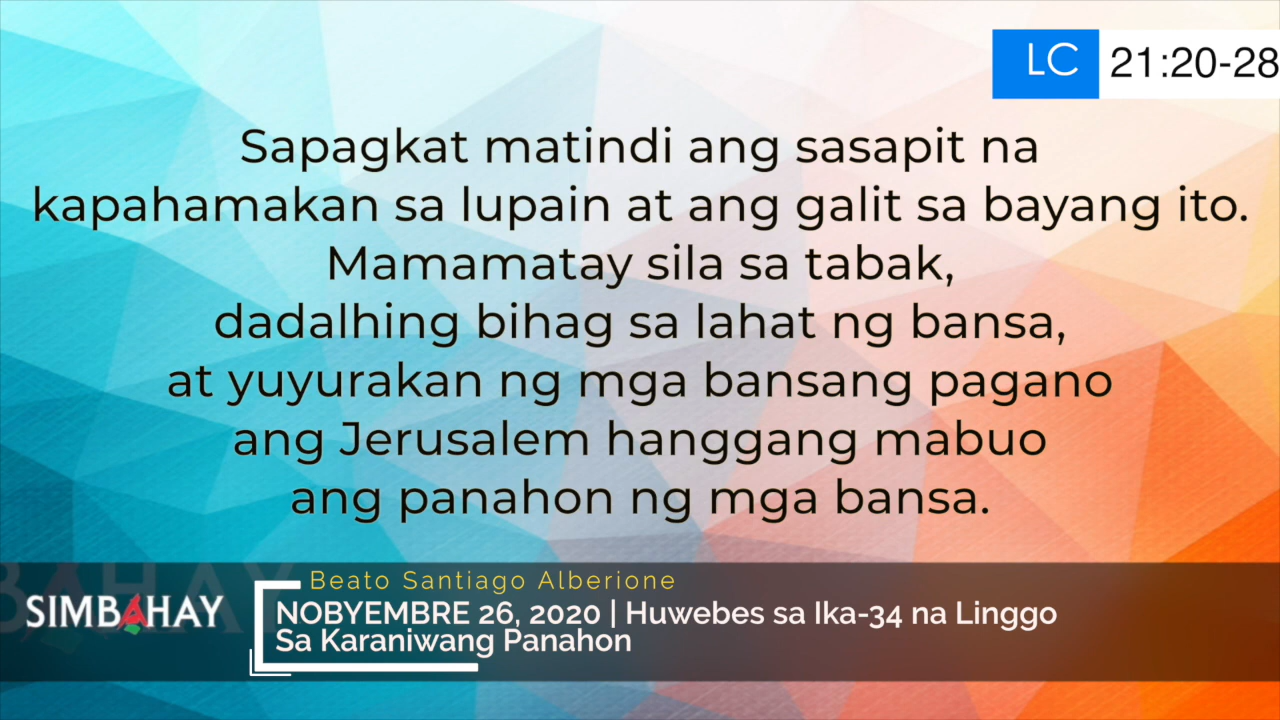 LC 21:20-28
Sapagkat matindi ang sasapit na
kapahamakan sa lupain at ang galit sa bayang ito.
Mamamatay sila sa tabak,
dadalhing bihag sa lahat ng bansa,
at yuyurakan ng mga bansang pagano
ang Jerusalem hanggang mabuo
ang panahon ng mga bansa.
Beato Santiago Alberione
SIMBAHAY
NOBYEMBRE 26, 2020 | Huwebes sa Ika-34 na Linggo
Sa Karaniwang Panahon